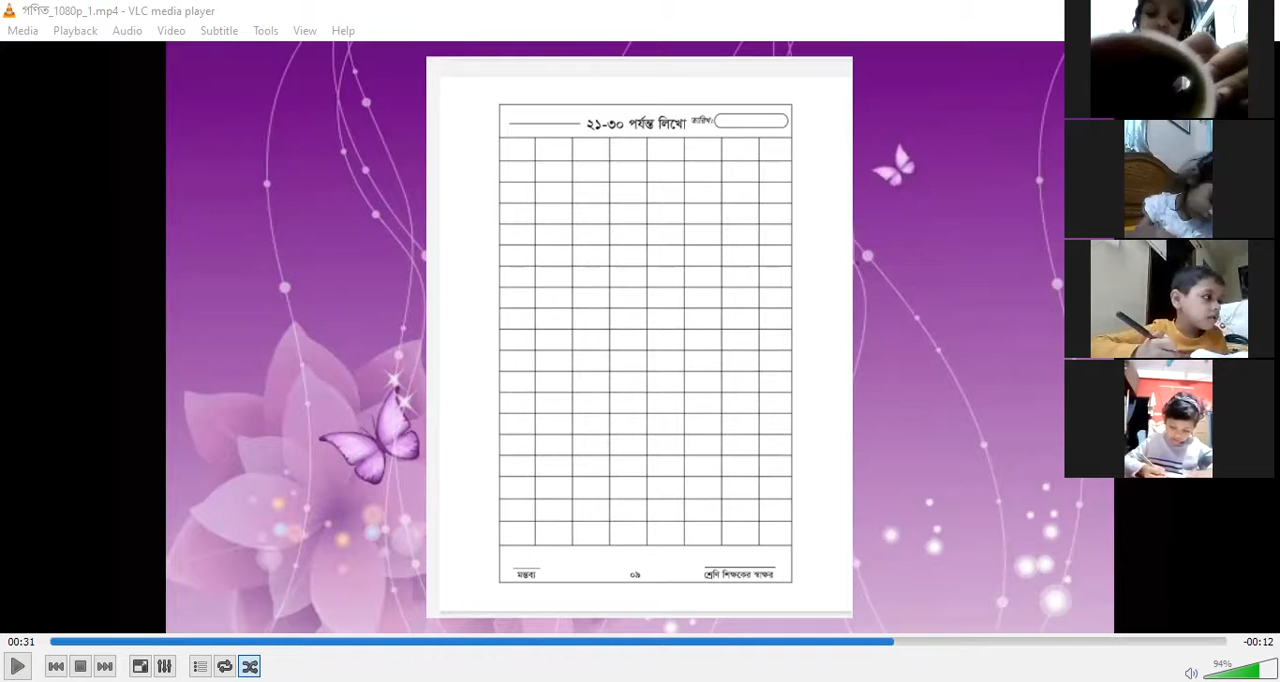 গণিত_1080p_1.mp4 - VLC media player
Media Playback Audio Video Subtitle Tools View Help
২১-৩০ পর্যন্ত লিখো তারিখ:
মন্তব্য ০৯ শ্রেণি শিক্ষকের স্বাক্ষর
00:31 -00:12
94%